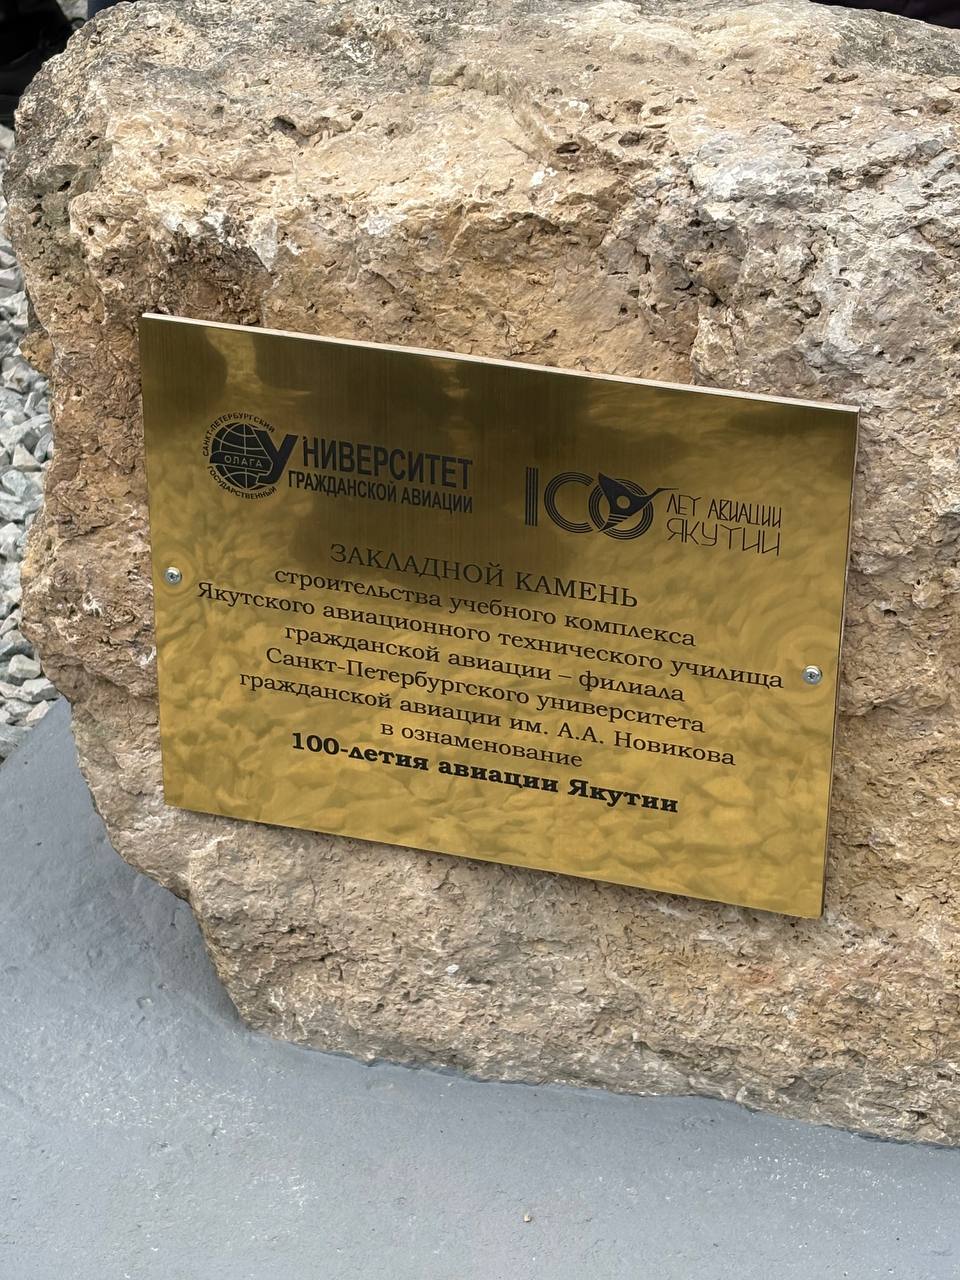 САНКТ-ПЕТЕРБУРГСКИЙ
ОЛАГА
ГОСУДАРСТВЕННЫЙ
УНИВЕРСИТЕТ
ГРАЖДАНСКОЙ АВИАЦИИ
100
ЛЕТ АВИАЦИИ
ЯКУТИИ
ЗАКЛАДНОЙ КАМЕНЬ
строительства учебного комплекса
Якутского авиационного технического училища
гражданской авиации – филиала
Санкт-Петербургского университета
гражданской авиации им. А.А. Новикова
в ознаменование
100-летия авиации Якутии